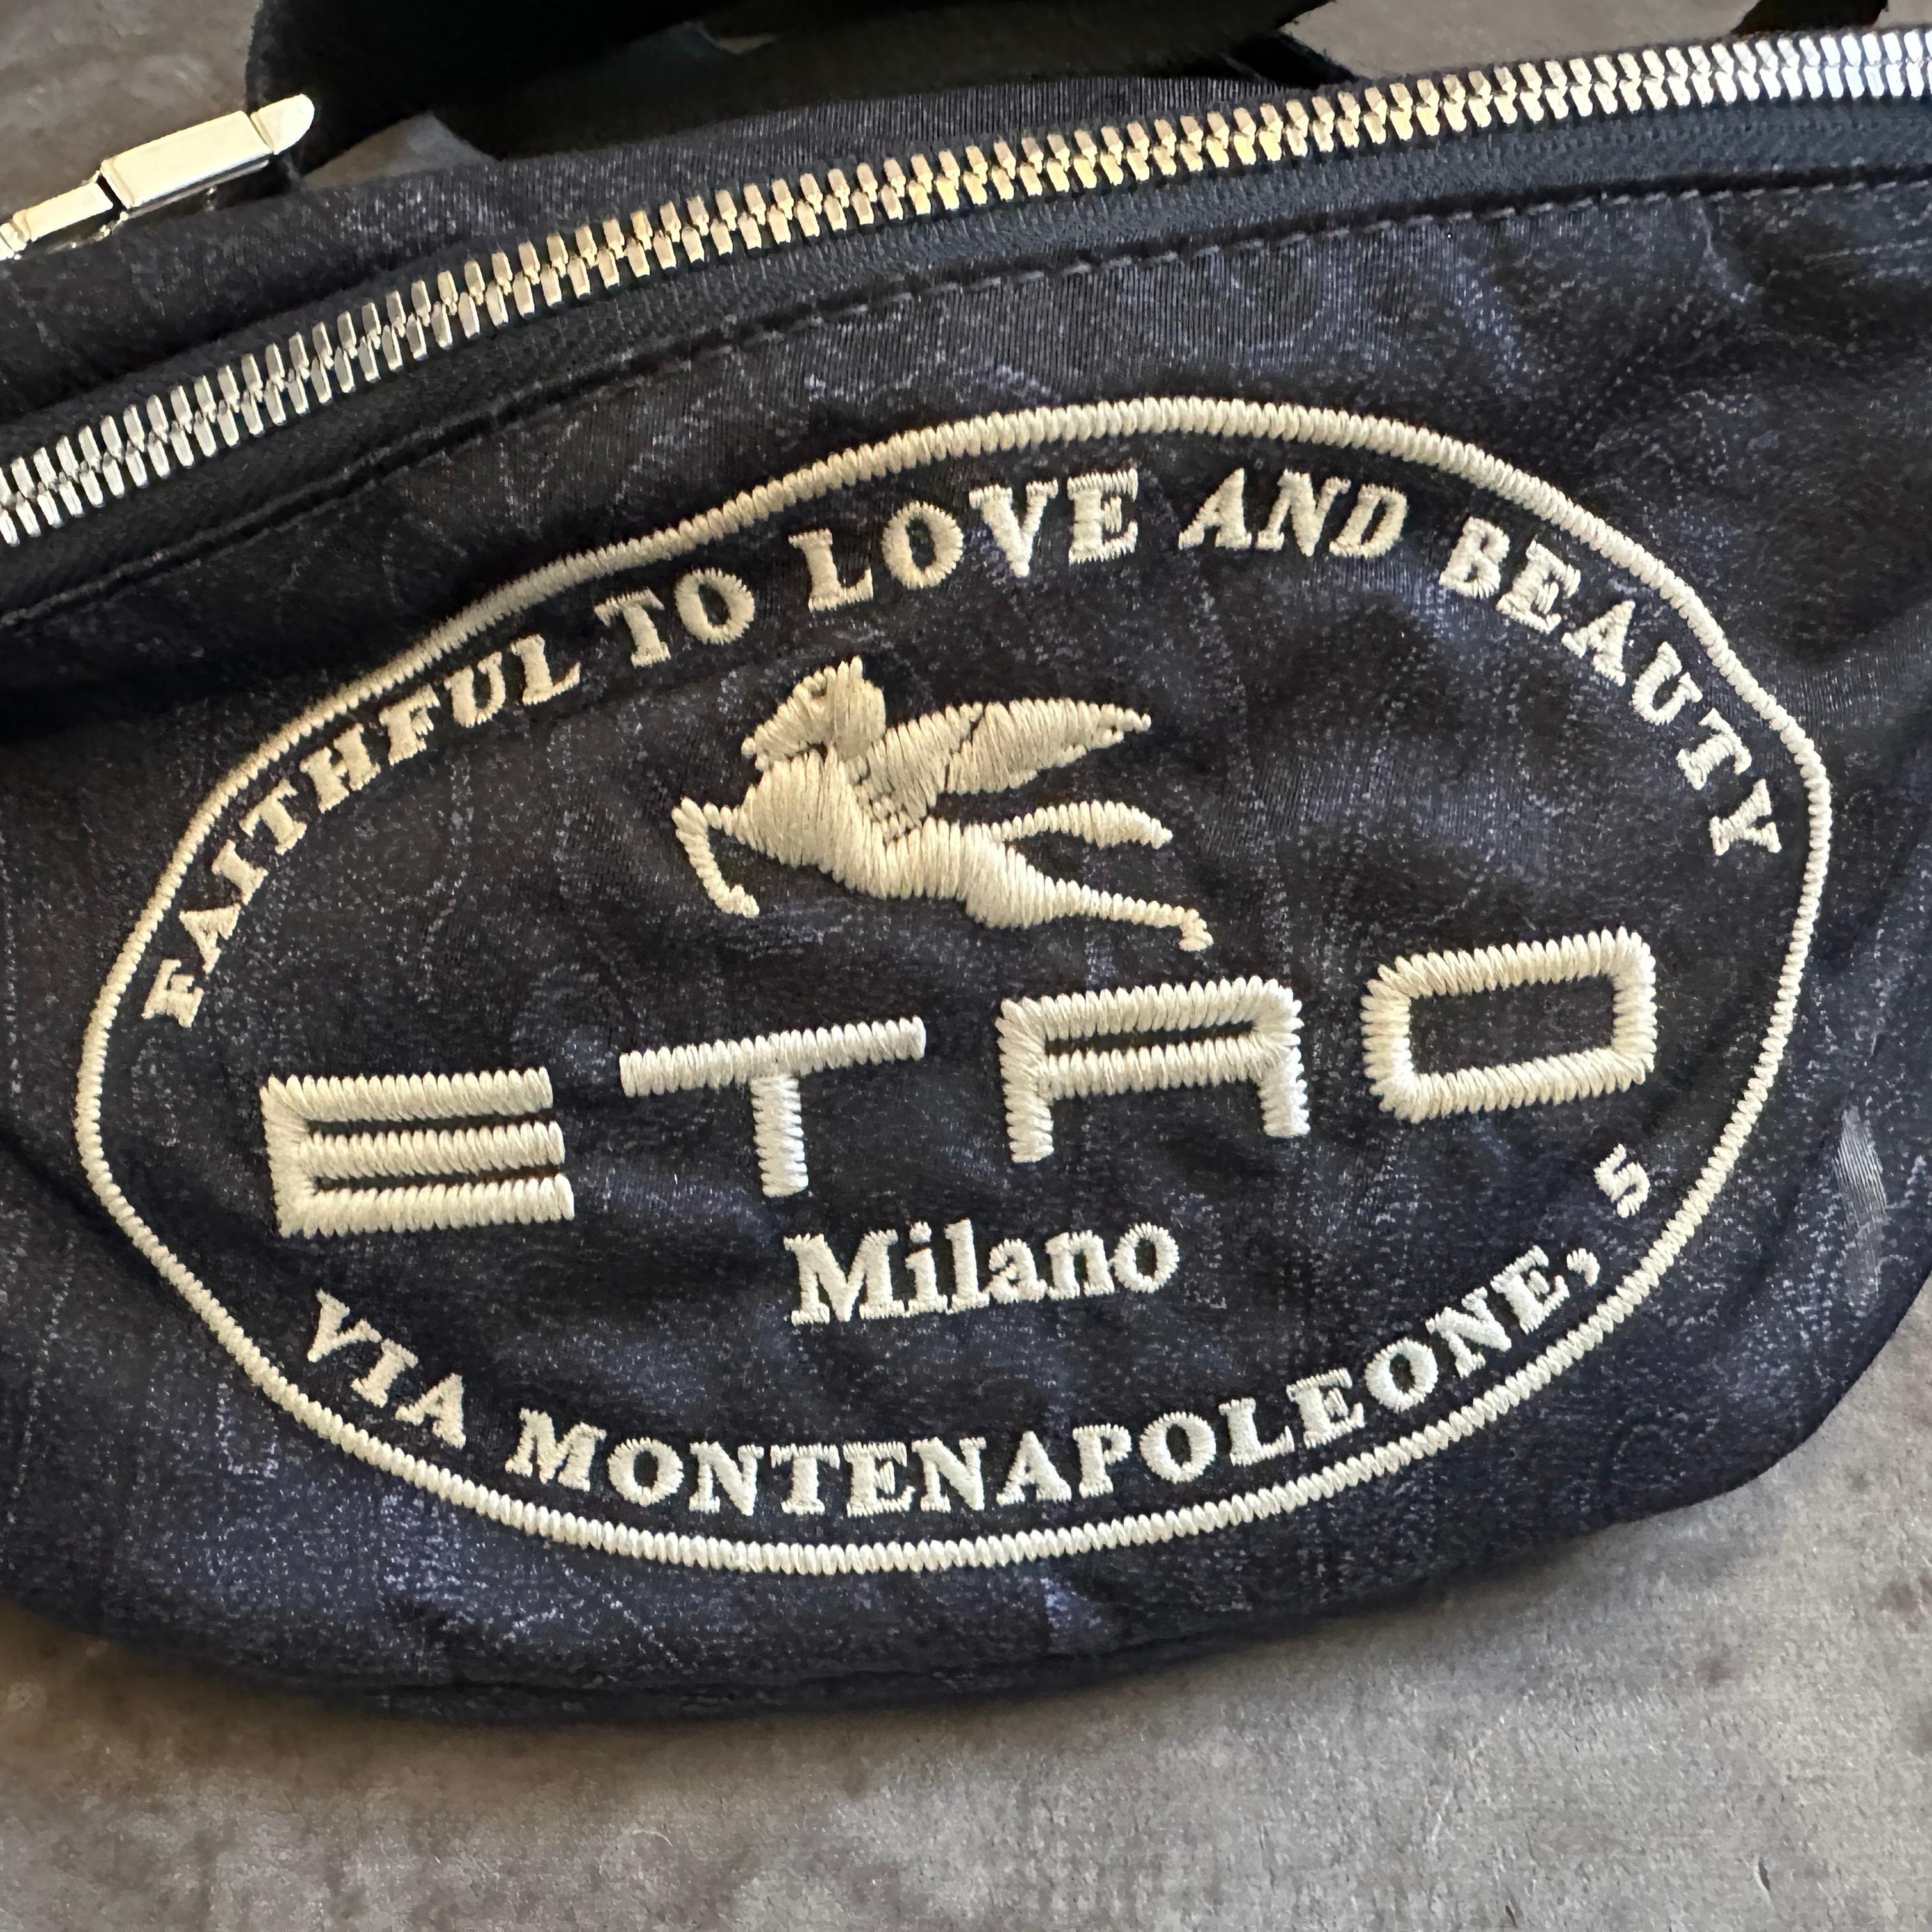 FAITHFUL TO LOVE AND BEAUTY
ETRO
Milano
VIA MONTENAPOLEONE, 5